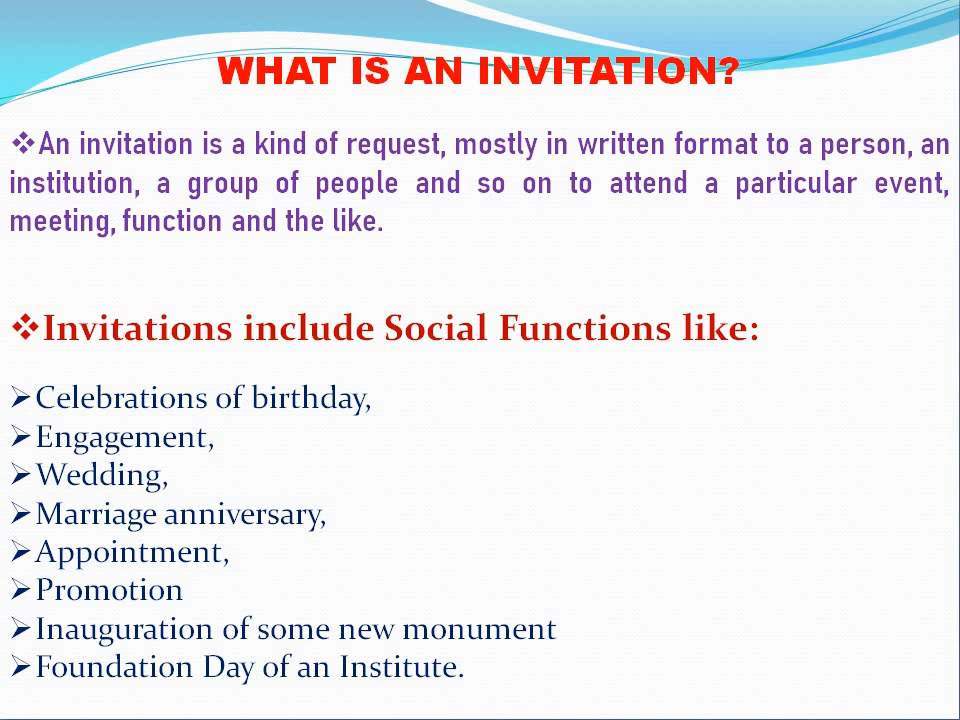 WHAT IS AN INVITATION?
❖An invitation is a kind of request, mostly in written format to a person, an
institution, a group of people and so on to attend a particular event,
meeting, function and the like.
❖Invitations include Social Functions like:
➢Celebrations of birthday,
➢Engagement,
➢Wedding,
➢Marriage anniversary,
➢Appointment,
➢Promotion
➢Inauguration of some new monument
➢Foundation Day of an Institute.